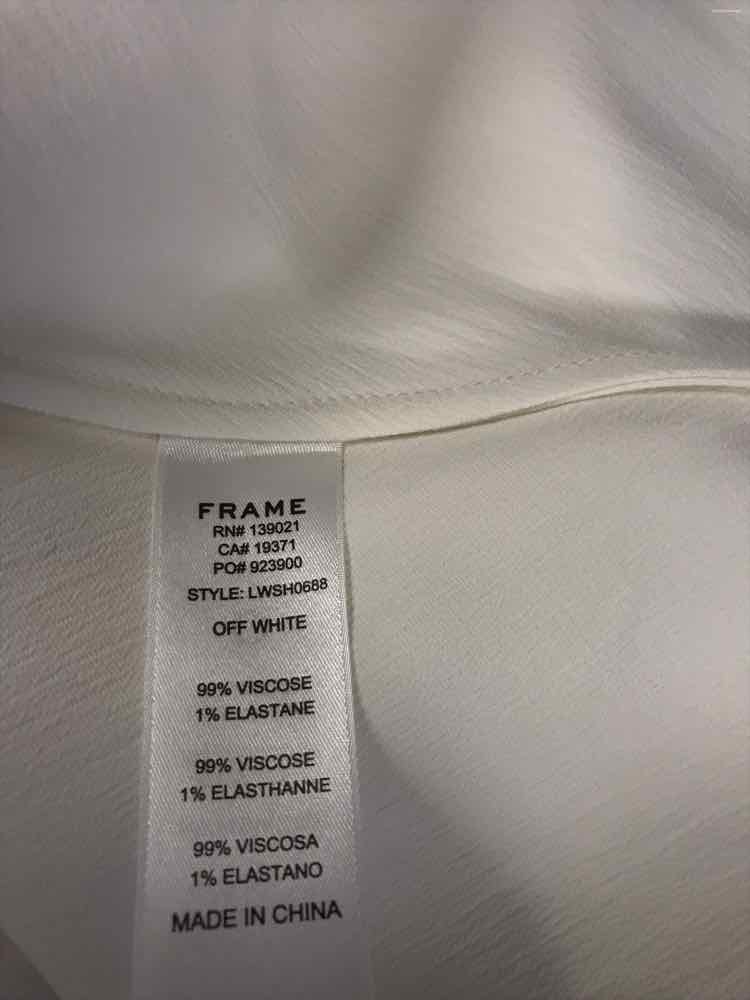 FRAME
RN# 139021
CA# 19371
PO# 923900
STYLE: LWSH0688
OFF WHITE
99% VISCOSE
1% ELASTANE
99% VISCOSE
1% ELASTHANNE
99% VISCOSA
1% ELASTANO
MADE IN CHINA